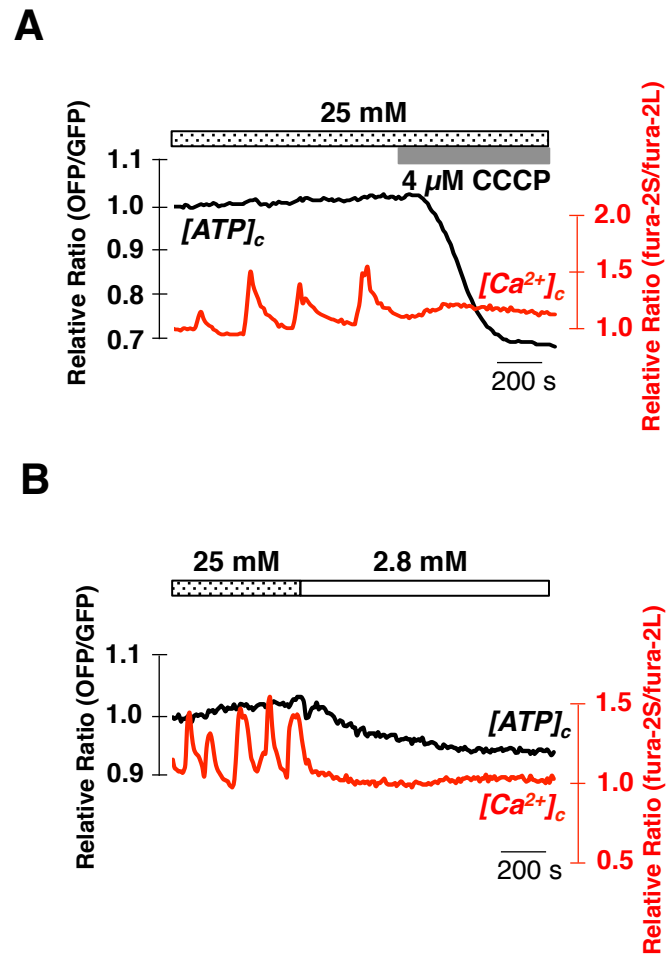 A
25 mM
4 µM CCCP
Relative Ratio (OFP/GFP)
1.1
1.0
0.9
0.8
0.7
[ATP]c
[Ca2+]c
2.0
1.5
1.0
Relative Ratio (fura-2S/fura-2L)
200 s
B
25 mM 2.8 mM
Relative Ratio (OFP/GFP)
1.1
1.0
0.9
[ATP]c
[Ca2+]c
1.5
1.0
0.5
Relative Ratio (fura-2S/fura-2L)
200 s